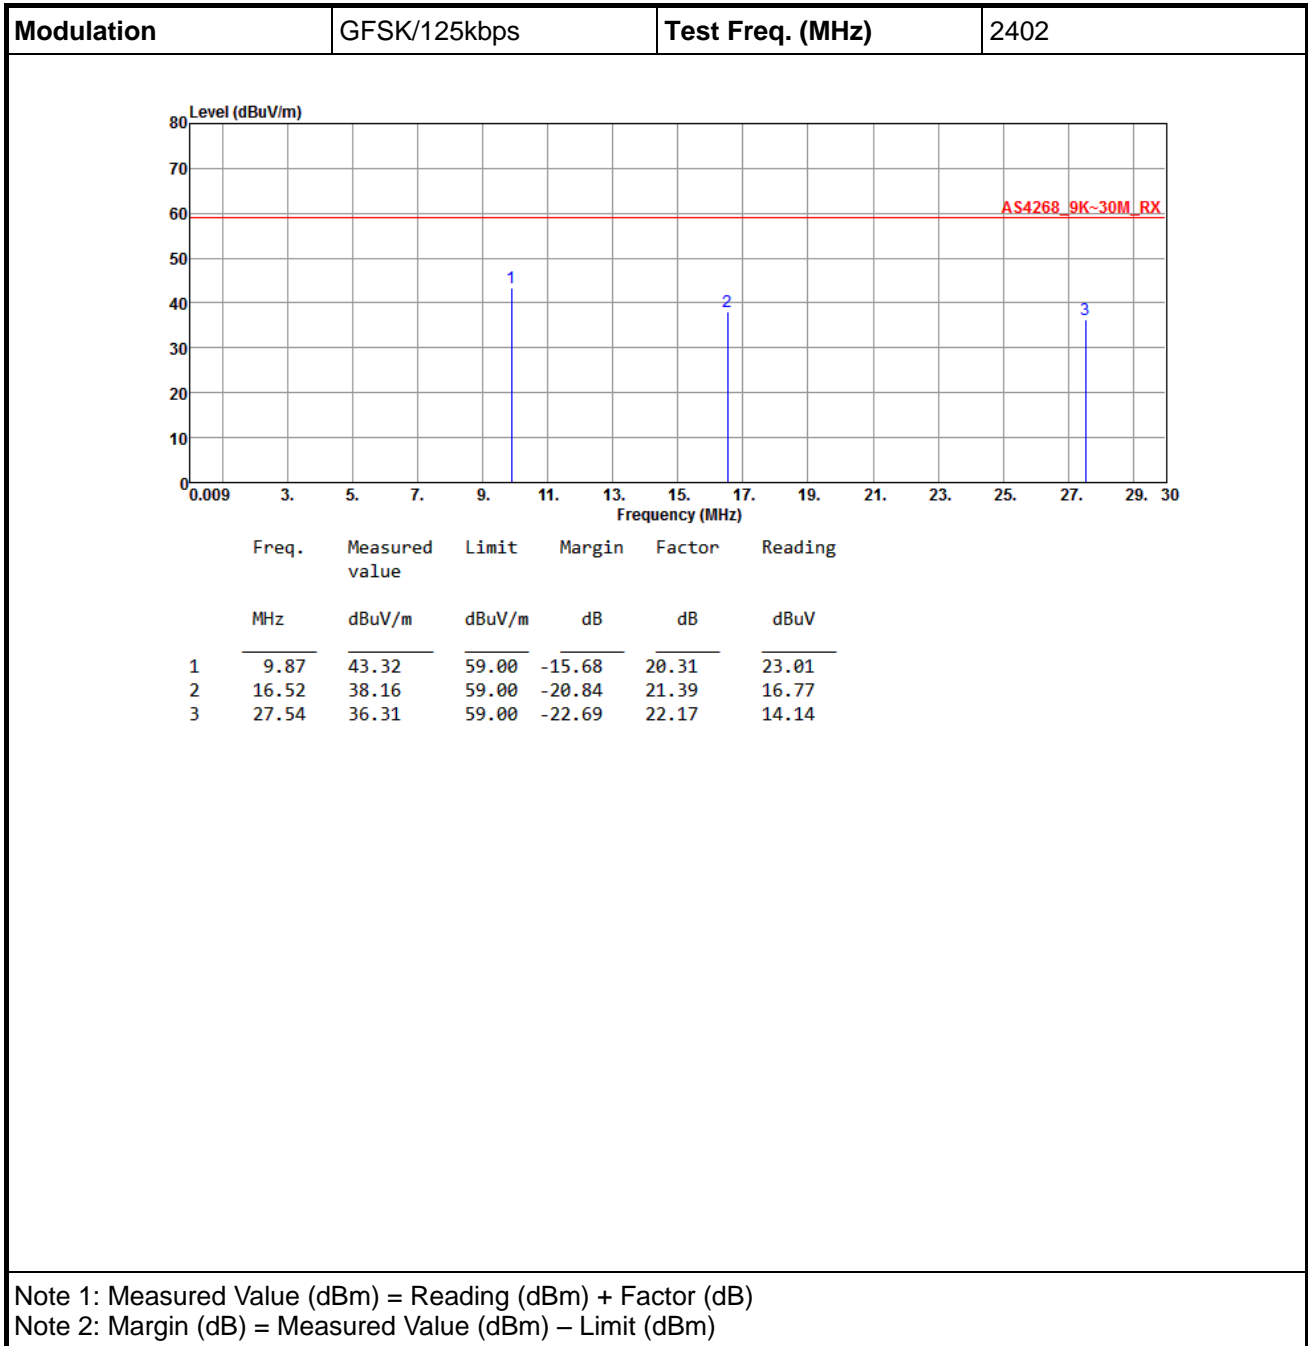 Modulation GFSK/125kbps Test Freq. (MHz) 2402
Level (dBuV/m)
80
70
60
AS4268_9K~30M_RX
50
1
40
2
3
30
20
10
0
0.009 3. 5. 7. 9. 11. 13. 15. 17. 19. 21. 23. 25. 27. 29. 30
Frequency (MHz)
Freq. Measured Limit Margin Factor Reading
value
MHz dBuV/m dBuV/m dB dB dBuV
1 9.87 43.32 59.00 -15.68 20.31 23.01
2 16.52 38.16 59.00 -20.84 21.39 16.77
3 27.54 36.31 59.00 -22.69 22.17 14.14
Note 1: Measured Value (dBm) = Reading (dBm) + Factor (dB)
Note 2: Margin (dB) = Measured Value (dBm) – Limit (dBm)